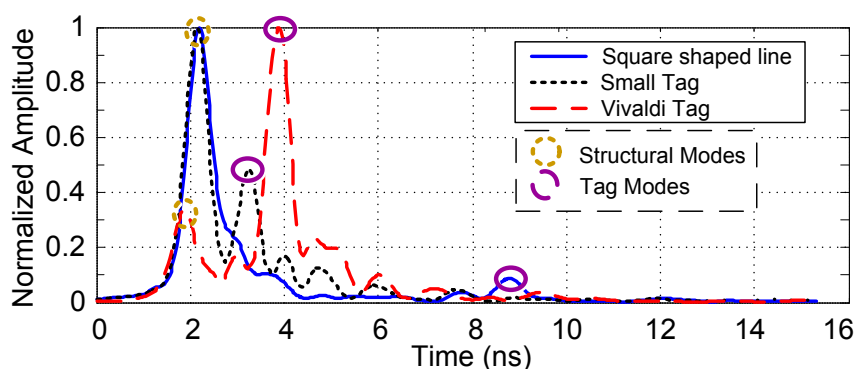 Normalized Amplitude
1
0.8
0.6
0.4
0.2
0
Square shaped line
Small Tag
Vivaldi Tag
Structural Modes
Tag Modes
0 2 4 6 8 10 12 14 16
Time (ns)